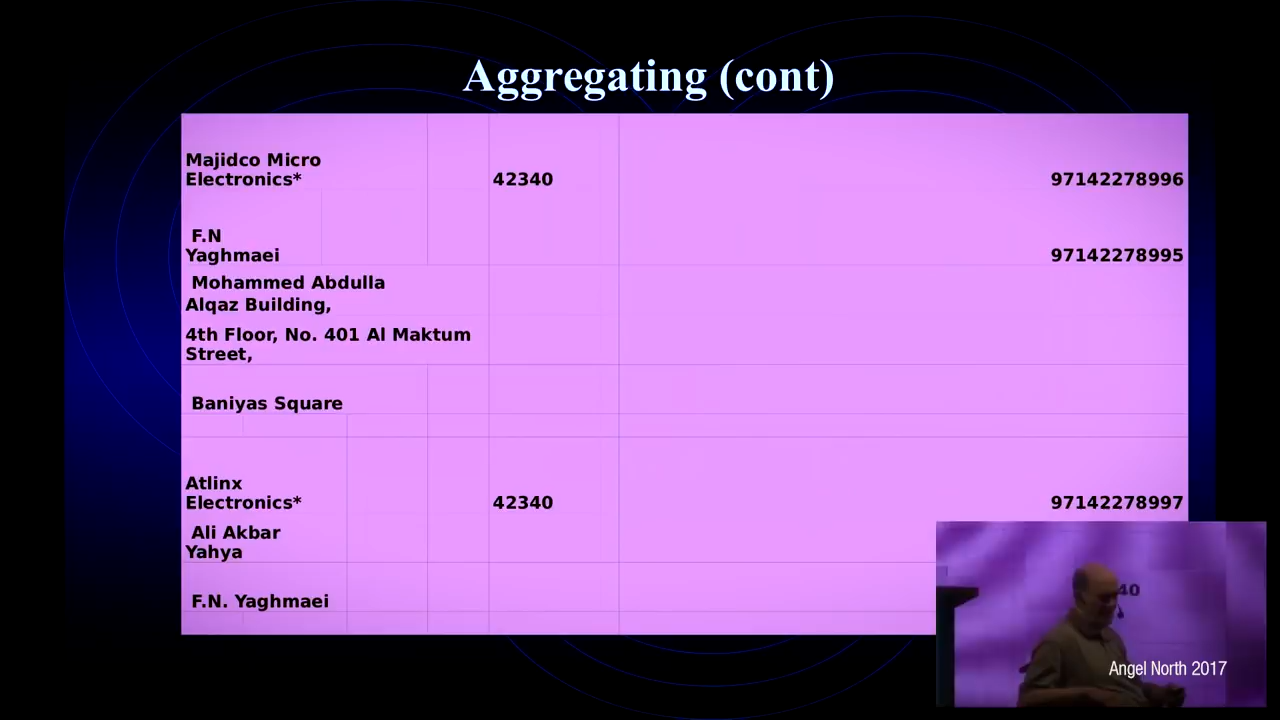 Aggregating (cont)
Majidco Micro
Electronics* 42340 97142278996
F.N
Yaghmaei 97142278995
Mohammed Abdulla
Alqaz Building,
4th Floor, No. 401 Al Maktum
Street,
Baniyas Square
Atlinx
Electronics* 42340 97142278997
Ali Akbar
Yahya
F.N. Yaghmaei
40
Angel North 2017